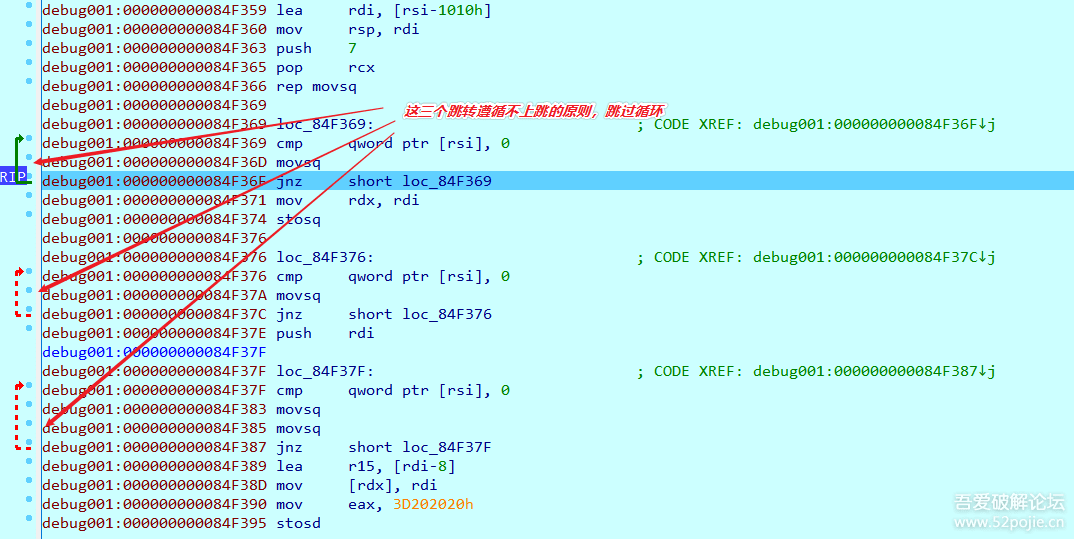 debug001:000000000084F359 lea     rdi, [rsi-1010h]
debug001:000000000084F360 mov     rsp, rdi
debug001:000000000084F363 push    7
debug001:000000000084F365 pop     rcx
debug001:000000000084F366 rep movsq
debug001:000000000084F369
这三个跳转遵循不上跳的原则，跳过循环
debug001:000000000084F369 loc_84F369:                             ; CODE XREF: debug001:000000000084F36F↓j
debug001:000000000084F369 cmp     qword ptr [rsi], 0
debug001:000000000084F36D movsq
RIP debug001:000000000084F36F jnz     short loc_84F369
debug001:000000000084F371 mov     rdx, rdi
debug001:000000000084F374 stosq
debug001:000000000084F376
debug001:000000000084F376 loc_84F376:                             ; CODE XREF: debug001:000000000084F37C↓j
debug001:000000000084F376 cmp     qword ptr [rsi], 0
debug001:000000000084F37A movsq
debug001:000000000084F37C jnz     short loc_84F376
debug001:000000000084F37E push    rdi
debug001:000000000084F37F
debug001:000000000084F37F loc_84F37F:                             ; CODE XREF: debug001:000000000084F387↓j
debug001:000000000084F37F cmp     qword ptr [rsi], 0
debug001:000000000084F383 movsq
debug001:000000000084F385 movsq
debug001:000000000084F387 jnz     short loc_84F37F
debug001:000000000084F389 lea     r15, [rdi-8]
debug001:000000000084F38D mov     [rdx], rdi
debug001:000000000084F390 mov     eax, 3D202020h
debug001:000000000084F395 stosd
吾爱破解论坛
www.52pojie.cn